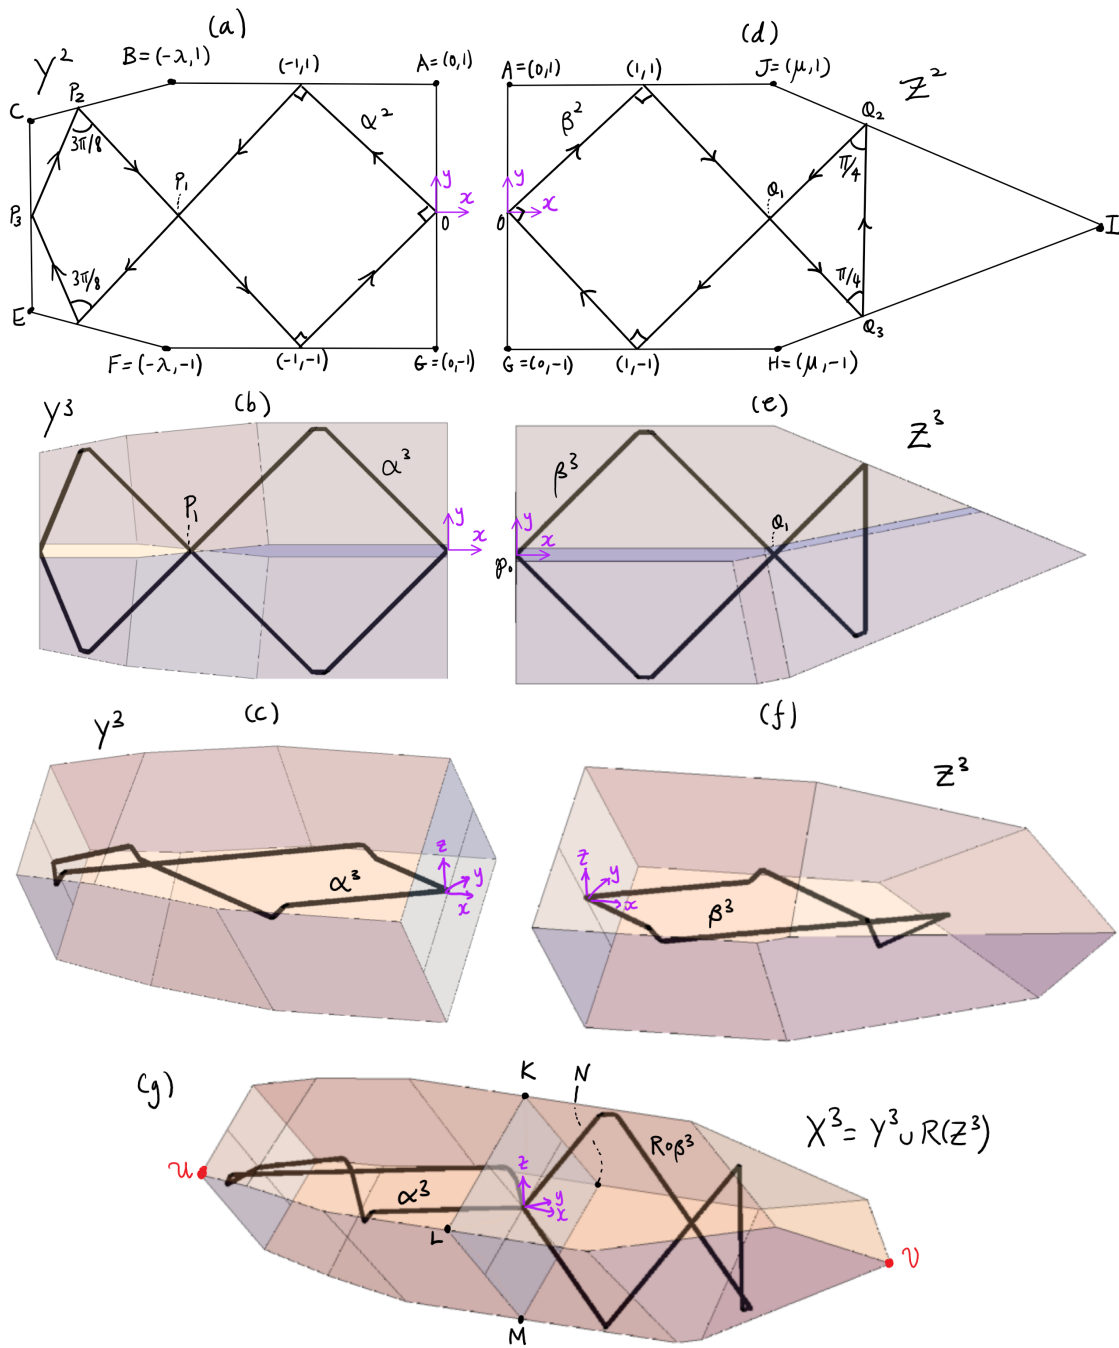 (a)
(d)
Y²
B=(-λ,1)
(-1,1)
A=(0,1)
A=(0,1)
(1,1)
J=(μ,1)
Z²
C
P₂
α²
β²
Q₂
3π/8
π/4
P₁
y
x
0
y
x
0
Q₁
I
P₃
3π/8
π/4
E
Q₃
F=(-λ,-1)
(-1,-1)
G=(0,-1)
G=(0,-1)
(1,-1)
H=(μ,-1)
Y³
(b)
(e)
Z³
α³
β³
P₁
y
x
y
x
Q₁
(c)
(f)
Y³
Z³
z
y
x
α³
z
y
x
β³
(g)
K
N
X³= Y³∪R(Z³)
R∘β³
U
z
y
x
α³
L
V
M